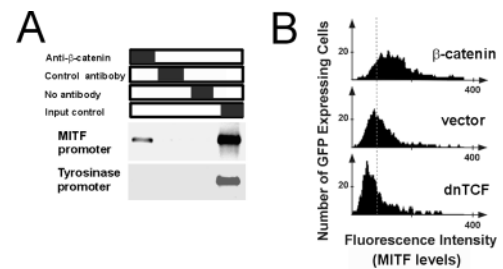 A
Anti-β-catenin
Control antiboby
No antibody
Input control
MITF
promoter
Tyrosinase
promoter
B
Number of GFP Expressing Cells
20
β-catenin
400
20
vector
400
20
dnTCF
400
Fluorescence Intensity
(MITF levels)